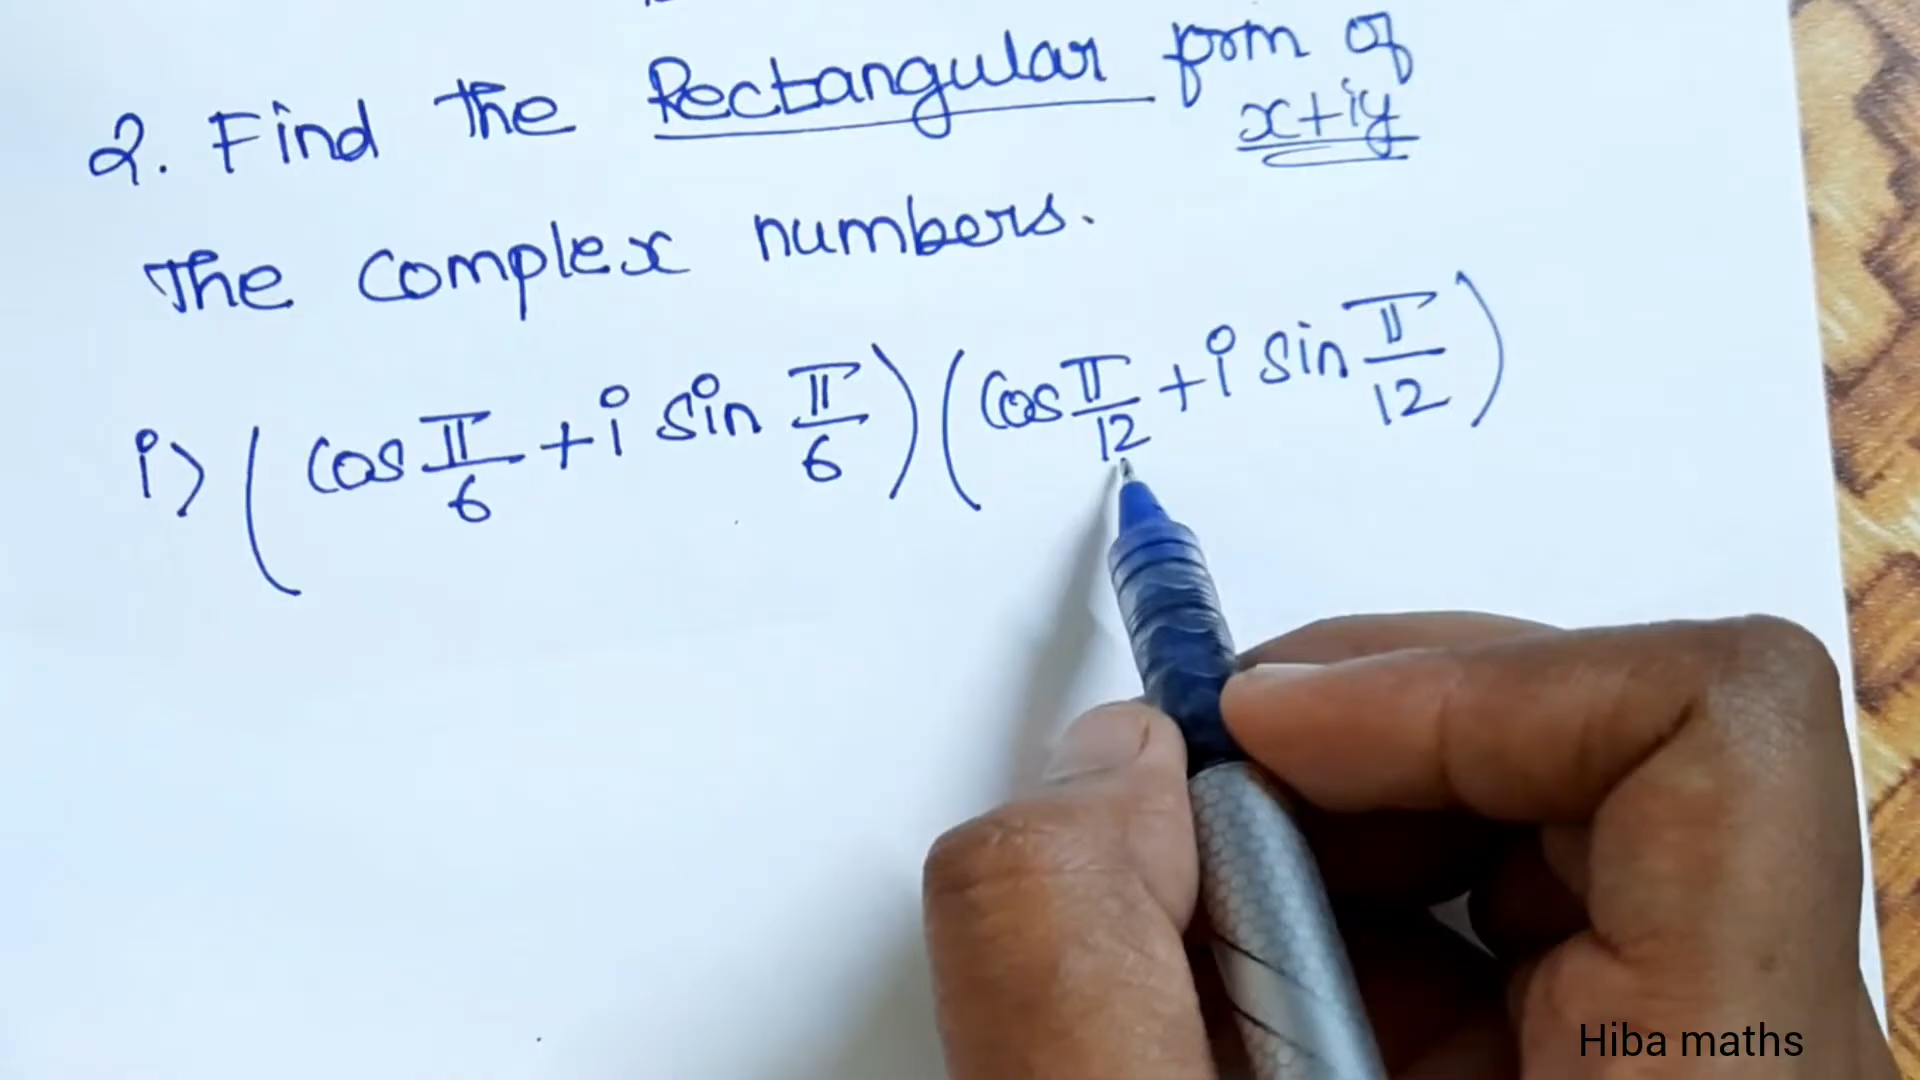 2. Find the Rectangular form of
x+iy
The complex numbers.
i) (cos π/6 + i sin π/6) (cos π/12 + i sin π/12)
Hiba maths